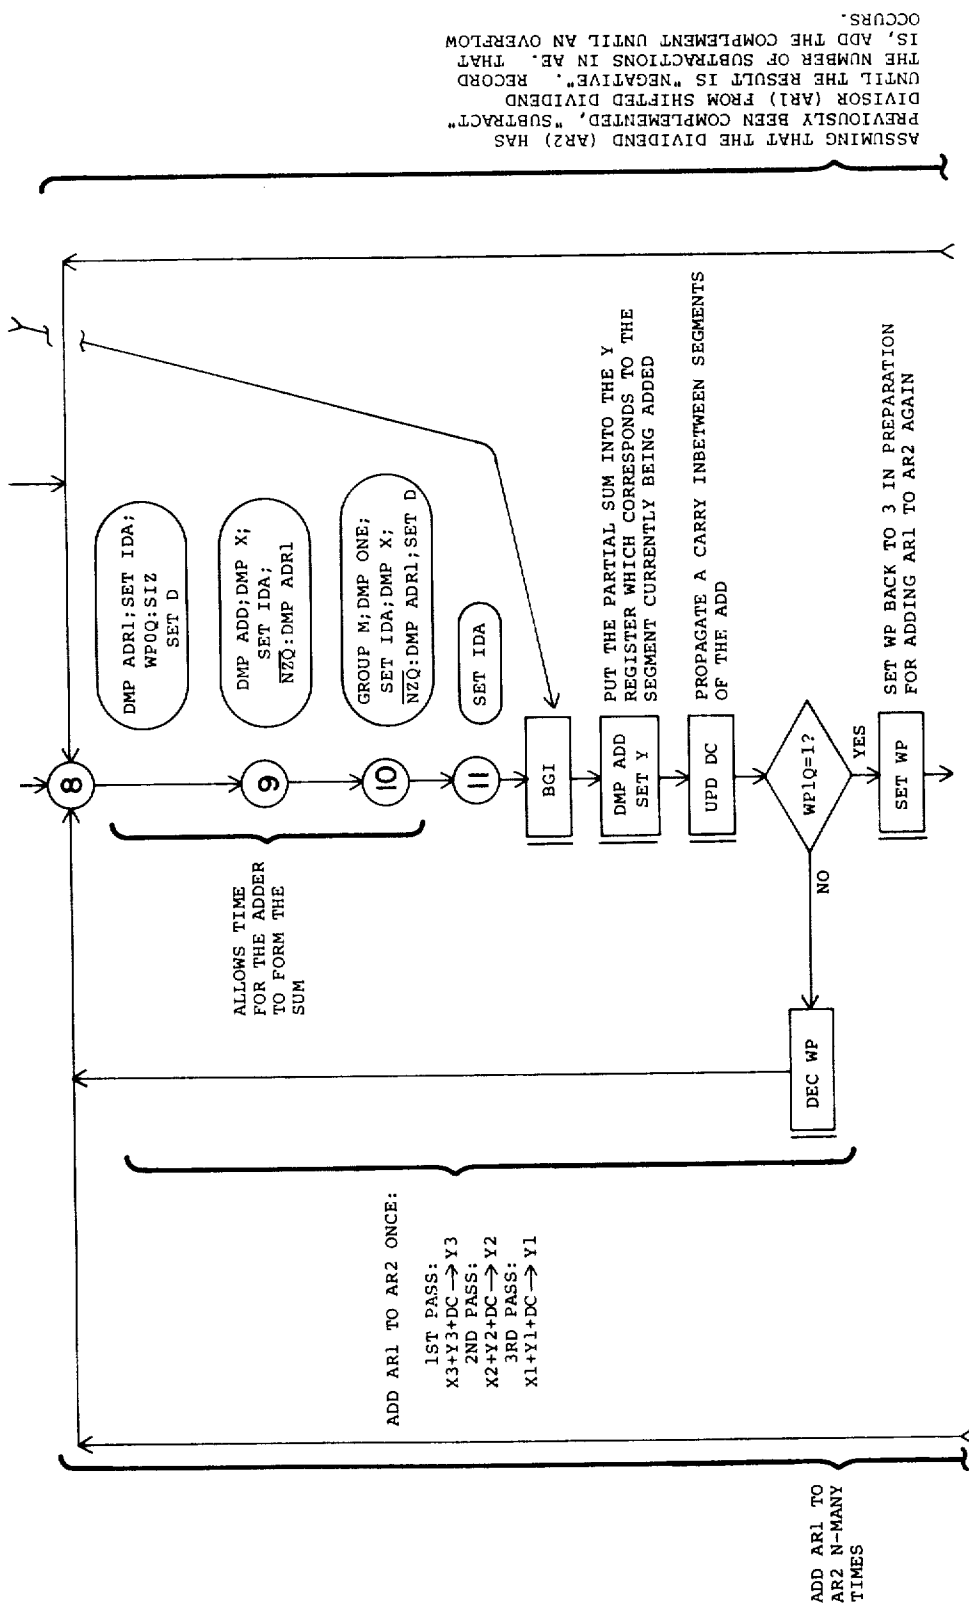 ASSUMING THAT THE DIVIDEND (AR2) HAS
PREVIOUSLY BEEN COMPLEMENTED, "SUBTRACT"
DIVISOR (AR1) FROM SHIFTED DIVIDEND
UNTIL THE RESULT IS "NEGATIVE". RECORD
THE NUMBER OF SUBTRACTIONS IN AE. THAT
IS, ADD THE COMPLEMENT UNTIL AN OVERFLOW
OCCURS.
Y
8
DMP ADR1;SET IDA;
WP0Q:SIZ
SET D
9
DMP ADD;DMP X;
SET IDA;
NZQ:DMP ADR1
10
GROUP M;DMP ONE;
SET IDA;DMP X;
NZQ:DMP ADR1;SET D
11
SET IDA
ALLOWS TIME
FOR THE ADDER
TO FORM THE
SUM
BGI
DMP ADD
SET Y
PUT THE PARTIAL SUM INTO THE Y
REGISTER WHICH CORRESPONDS TO THE
SEGMENT CURRENTLY BEING ADDED
UPD DC
PROPAGATE A CARRY INBETWEEN SEGMENTS
OF THE ADD
WP1Q=1?
NO
YES
DEC WP
SET WP
SET WP BACK TO 3 IN PREPARATION
FOR ADDING AR1 TO AR2 AGAIN
ADD AR1 TO AR2 ONCE:
1ST PASS:
X3+Y3+DC→Y3
2ND PASS:
X2+Y2+DC→Y2
3RD PASS:
X1+Y1+DC→Y1
ADD AR1 TO
AR2 N-MANY
TIMES